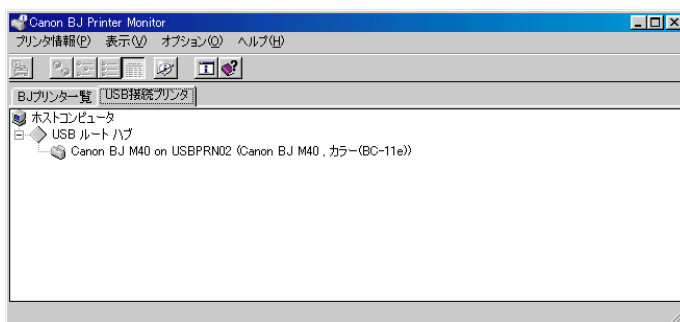 Canon BJ Printer Monitor
プリンタ情報(P) 表示(V) オプション(O) ヘルプ(H)
BJプリンター覧 USB接続プリンタ
ホストコンピュータ
USB ルート ハブ
Canon BJ M40 on USBPRN02 (Canon BJ M40 , カラー(BC-11e))